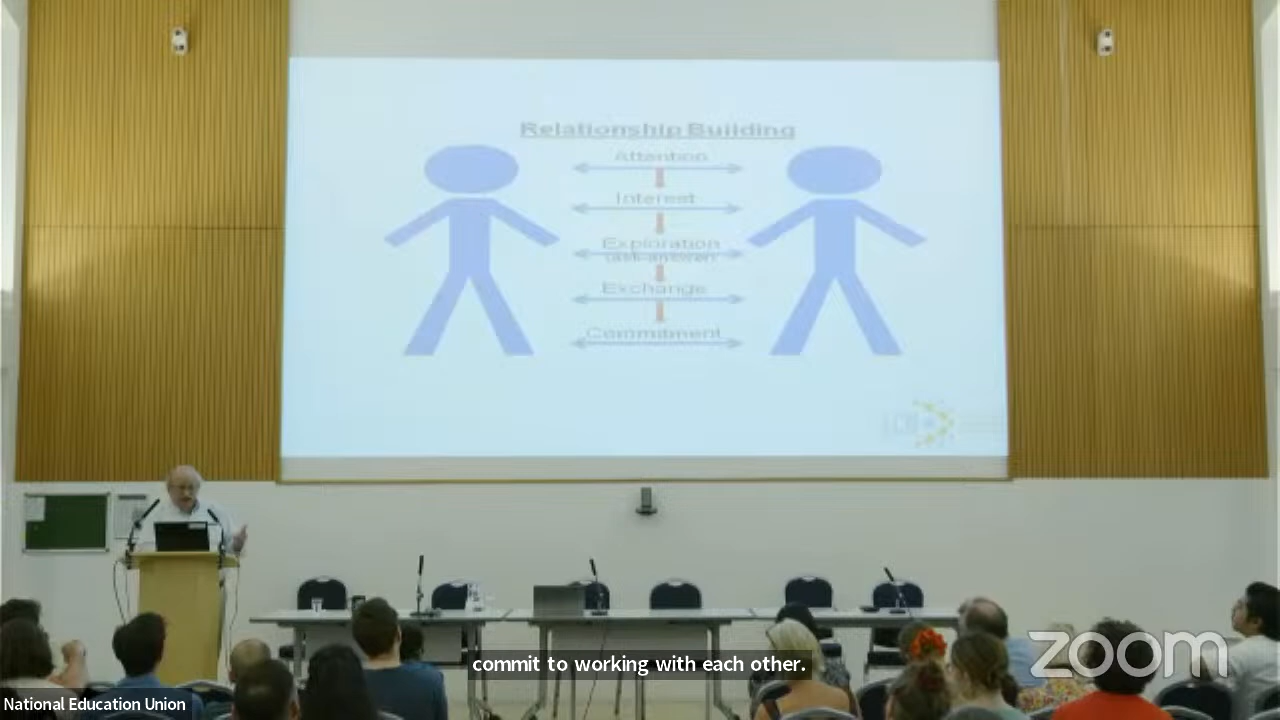 Relationship Building
Attention
Interest
Exploration
Exchange
Commitment
commit to working with each other.
zoom
National Education Union